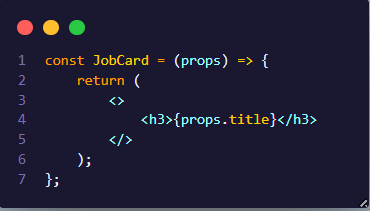 1 const JobCard = (props) => {
2     return (
3         <>
4             <h3>{props.title}</h3>
5         </>
6     );
7 };